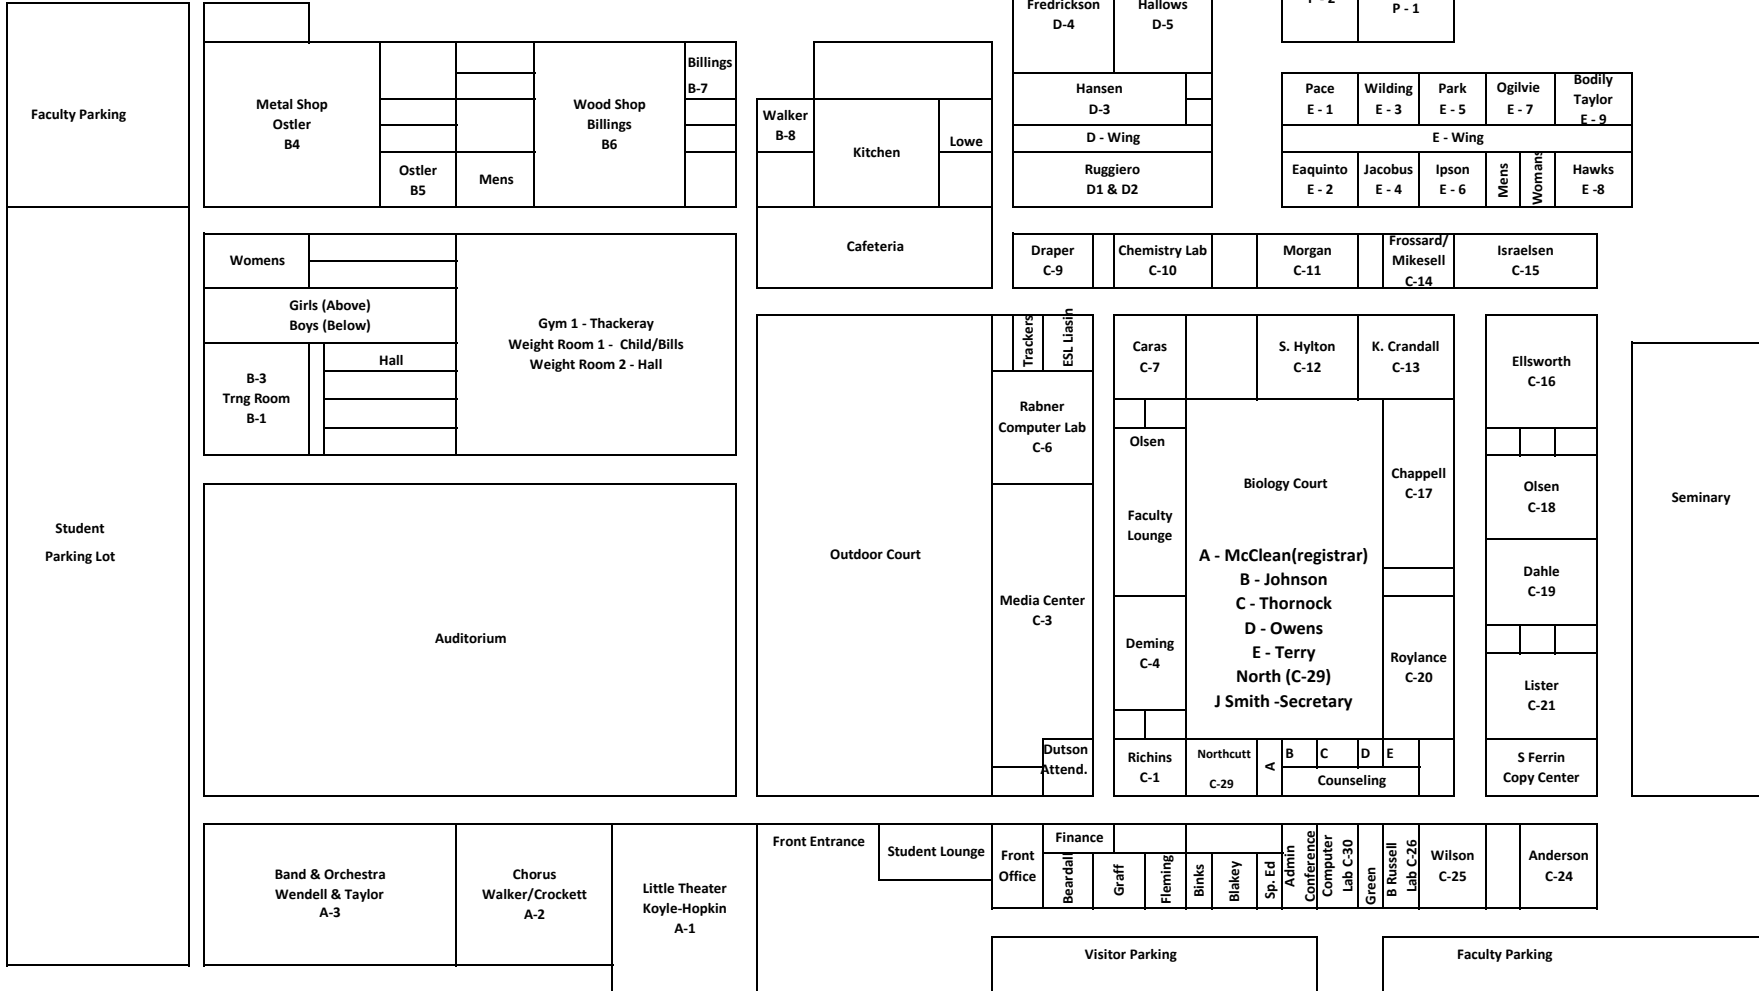 Fredrickson
D-4
Hallows
D-5
P - 1
Faculty Parking
Metal Shop
Ostler
B4
Ostler
B5
Mens
Wood Shop
Billings
B6
Billings
B-7
Walker
B-8
Kitchen
Lowe
Hansen
D-3
D - Wing
Ruggiero
D1 & D2
Pace
E - 1
Wilding
E - 3
Park
E - 5
Ogilvie
E - 7
Bodily
Taylor
E - 9
E - Wing
Eaquinto
E - 2
Jacobus
E - 4
Ipson
E - 6
Mens
Womans
Hawks
E -8
Cafeteria
Draper
C-9
Chemistry Lab
C-10
Morgan
C-11
Frossard/
Mikesell
C-14
Israelsen
C-15
Womens
Girls (Above)
Boys (Below)
Hall
B-3
Trng Room
B-1
Gym 1 - Thackeray
Weight Room 1 -  Child/Bills
Weight Room 2 - Hall
Trackers
ESL Liasin
Rabner
Computer Lab
C-6
Caras
C-7
S. Hylton
C-12
K. Crandall
C-13
Ellsworth
C-16
Olsen
Faculty
Lounge
Biology Court
Chappell
C-17
Olsen
C-18
Seminary
Student
Parking Lot
Auditorium
Outdoor Court
Media Center
C-3
A - McClean(registrar)
B - Johnson
C - Thornock
D - Owens
E - Terry
North (C-29)
J Smith -Secretary
Dahle
C-19
Deming
C-4
Roylance
C-20
Lister
C-21
Dutson
Attend.
Richins
C-1
Northcutt
C-29
A
B
C
D
E
Counseling
S Ferrin
Copy Center
Band & Orchestra
Wendell & Taylor
A-3
Chorus
Walker/Crockett
A-2
Little Theater
Koyle-Hopkin
A-1
Front Entrance
Student Lounge
Front
Office
Finance
Beardall
Graff
Fleming
Binks
Blakey
Sp. Ed
Admin
Conference
Computer
Lab C-30
Green
B Russell
Lab C-26
Wilson
C-25
Anderson
C-24
Visitor Parking
Faculty Parking